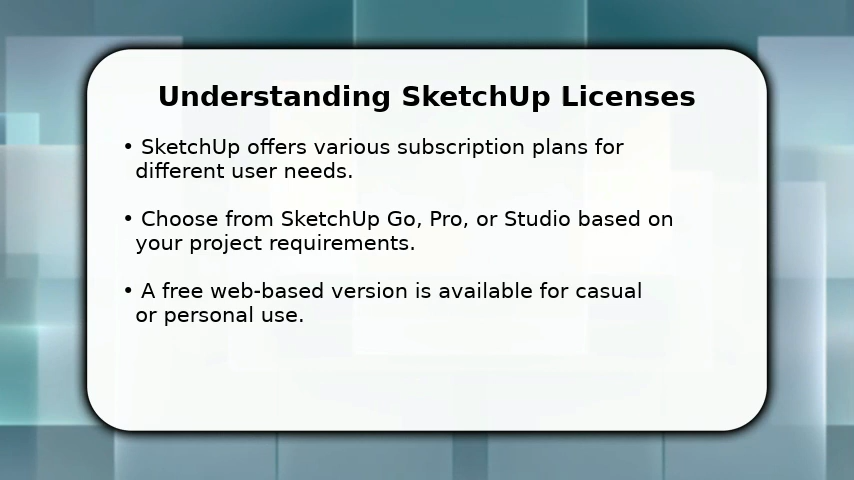 Understanding SketchUp Licenses
• SketchUp offers various subscription plans for
different user needs.
• Choose from SketchUp Go, Pro, or Studio based on
your project requirements.
• A free web-based version is available for casual
or personal use.